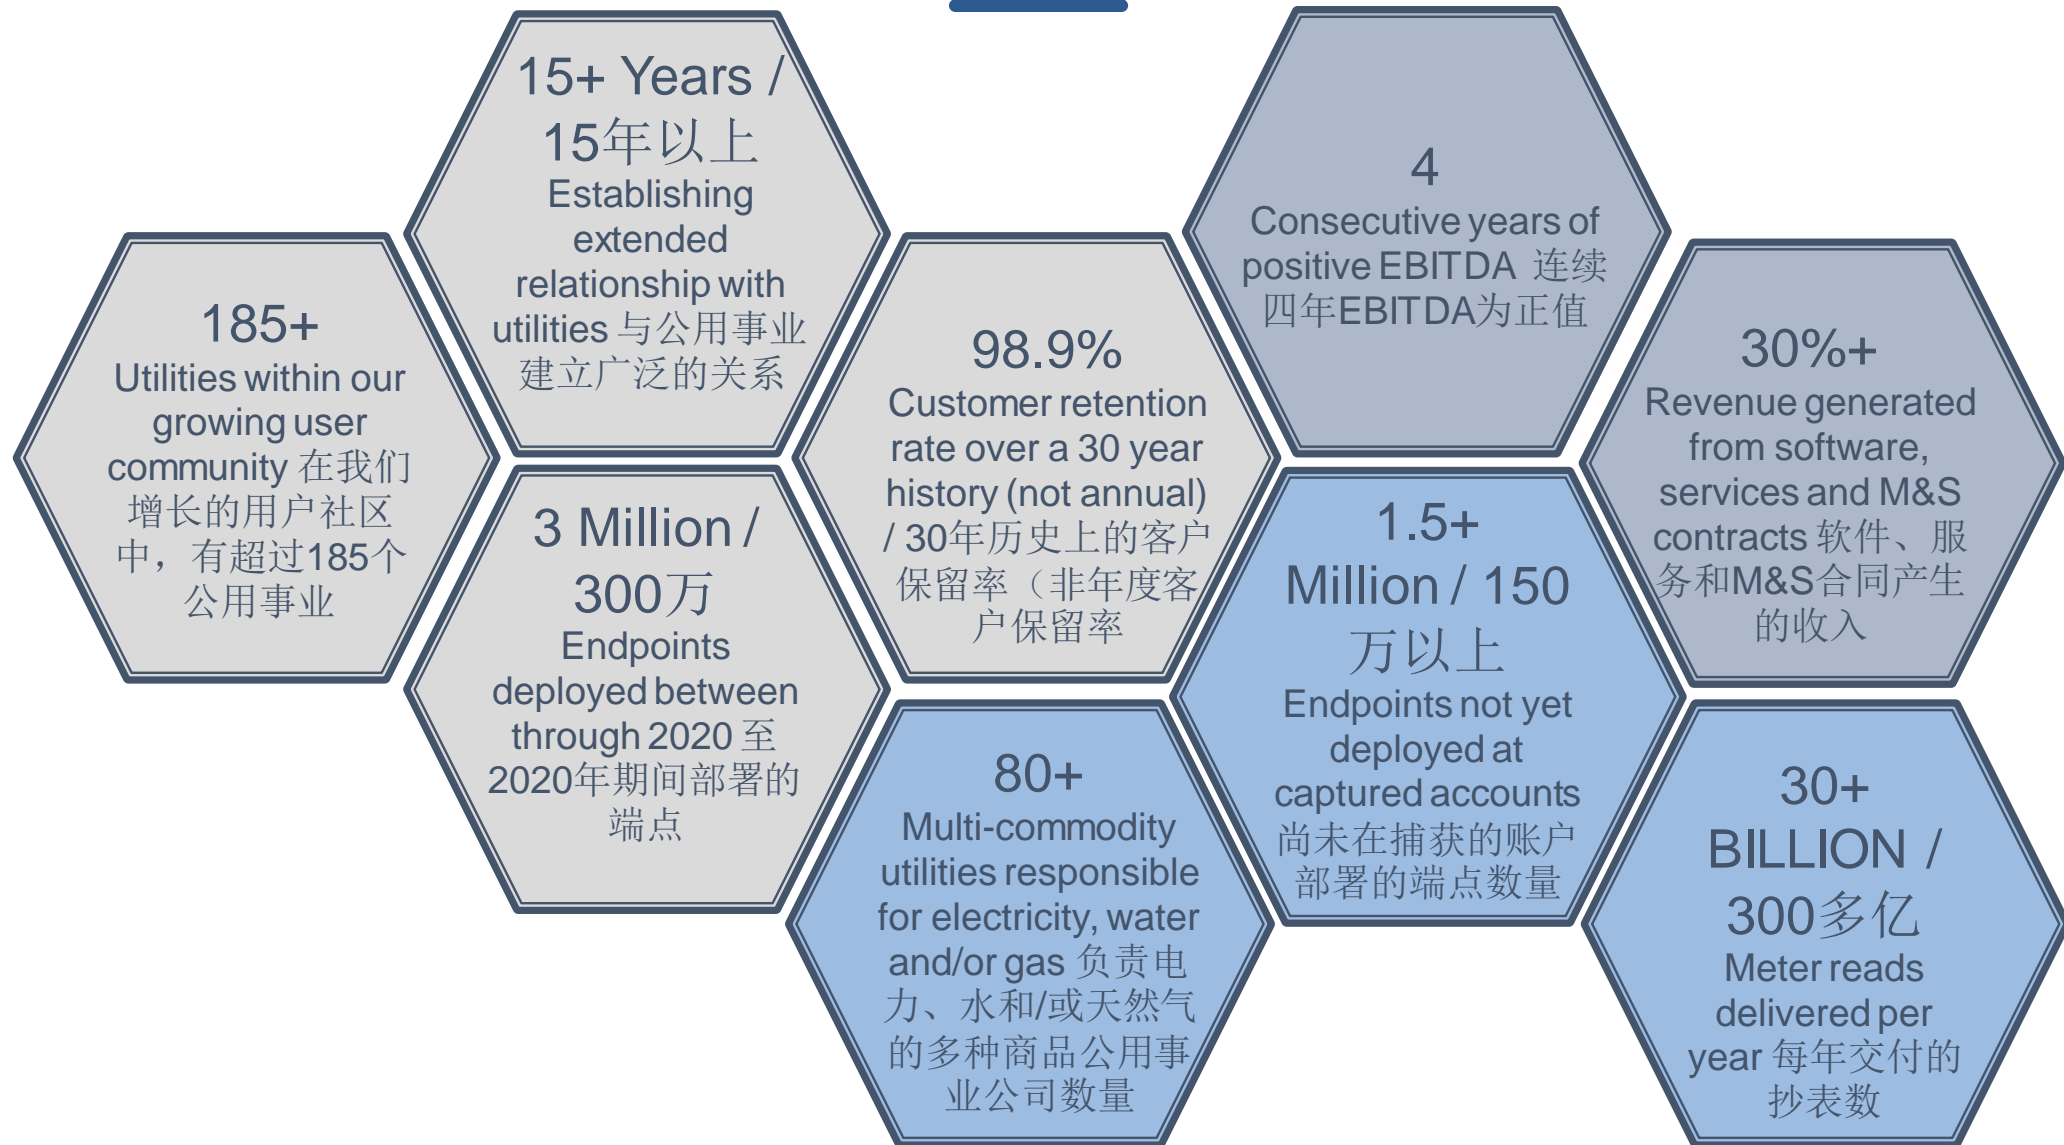 15+ Years /
15年以上
Establishing
extended
relationship with
utilities 与公用事业
建立广泛的关系
4
Consecutive years of
positive EBITDA 连续
四年EBITDA为正值
185+
Utilities within our
growing user
community 在我们
增长的用户社区
中，有超过185个
公用事业
98.9%
Customer retention
rate over a 30 year
history (not annual)
/ 30年历史上的客户
保留率（非年度客
户保留率
30%+
Revenue generated
from software,
services and M&S
contracts 软件、服
务和M&S合同产生
的收入
3 Million /
300万
Endpoints
deployed between
through 2020 至
2020年期间部署的
端点
1.5+
Million / 150
万以上
Endpoints not yet
deployed at
captured accounts
尚未在捕获的账户
部署的端点数量
80+
Multi-commodity
utilities responsible
for electricity, water
and/or gas 负责电
力、水和/或天然气
的多种商品公用事
业公司数量
30+
BILLION /
300多亿
Meter reads
delivered per
year 每年交付的
抄表数